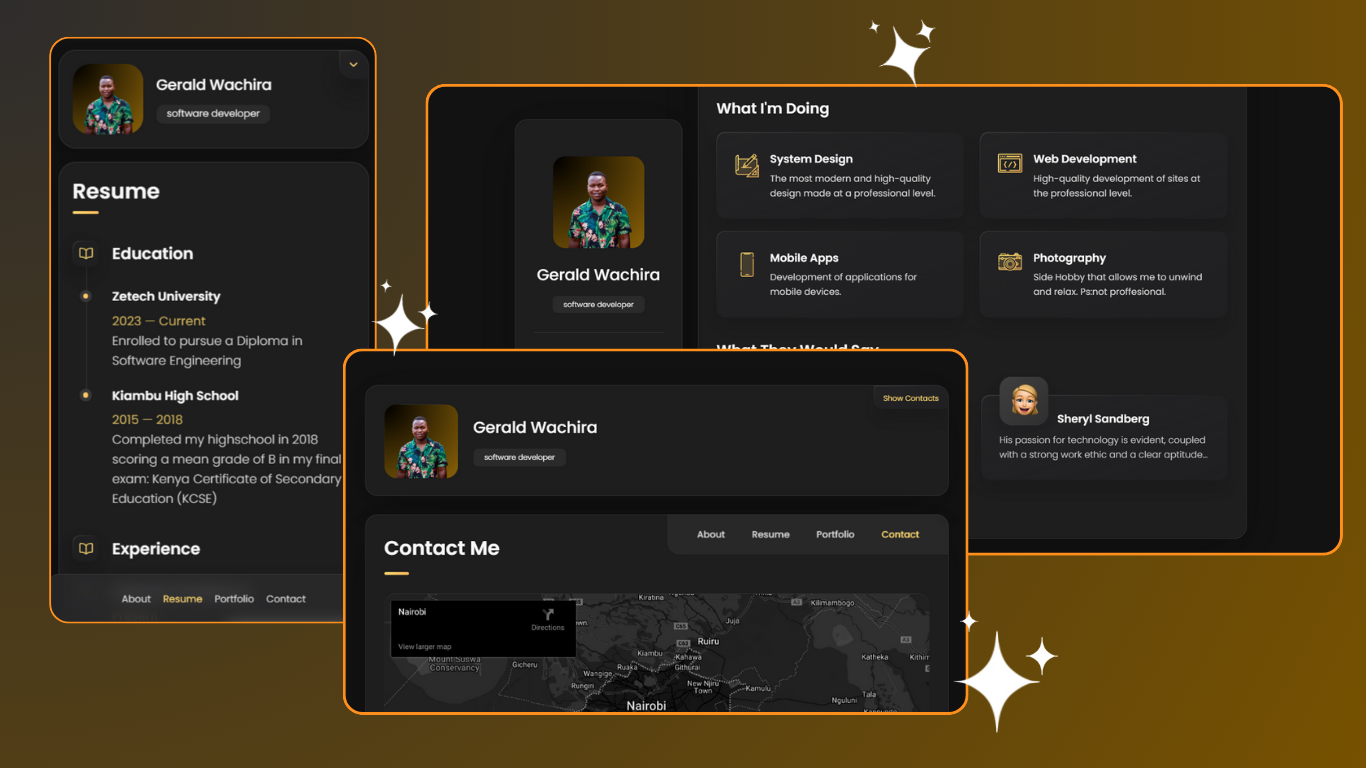 Gerald Wachira
software developer
Resume
Education
Zetech University
2023 — Current
Enrolled to pursue a Diploma in
Software Engineering
Kiambu High School
2015 — 2018
Completed my highschool in 2018
scoring a mean grade of B in my final
exam: Kenya Certificate of Secondary
Education (KCSE)
Experience
About Resume Portfolio Contact
Gerald Wachira
software developer
What I'm Doing
System Design
The most modern and high-quality
design made at a professional level.
Web Development
High-quality development of sites at
the professional level.
Mobile Apps
Development of applications for
mobile devices.
Photography
Side Hobby that allows me to unwind
and relax. Ps:not proffesional.
What They Would Say
Sheryl Sandberg
His passion for technology is evident, coupled
with a strong work ethic and a clear aptitude...
Gerald Wachira
software developer
Show Contacts
About Resume Portfolio Contact
Contact Me
Nairobi
Directions
View larger map
Kiratina
Kilimambogo
A3
Juja
Ruiru
Kiambu
Kahawa
Githurai
Katheka
A3
Mount Suswa
Conservancy
Gicheru
Ruaka
Wangige
Rungiri
New Njiru
Town
Kamulu
Tala
Nguluni
Nairobi